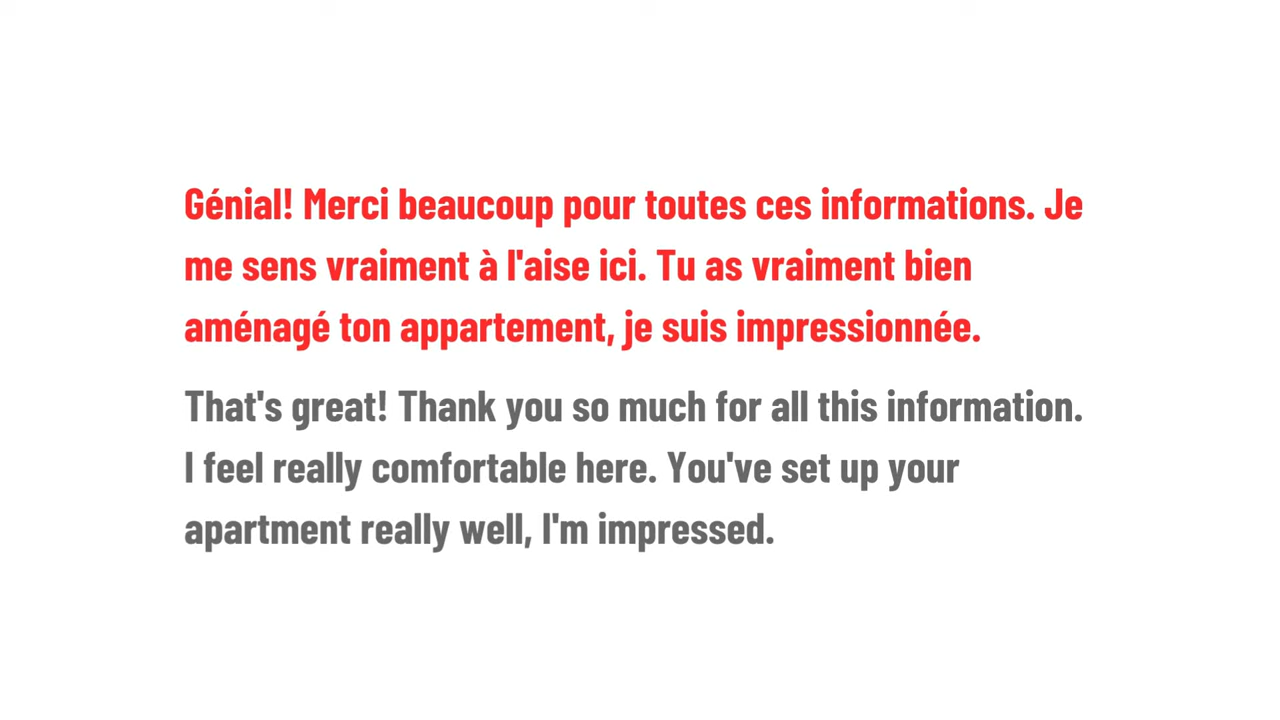 Génial! Merci beaucoup pour toutes ces informations. Je
me sens vraiment à l'aise ici. Tu as vraiment bien
aménagé ton appartement, je suis impressionnée.
That's great! Thank you so much for all this information.
I feel really comfortable here. You've set up your
apartment really well, I'm impressed.